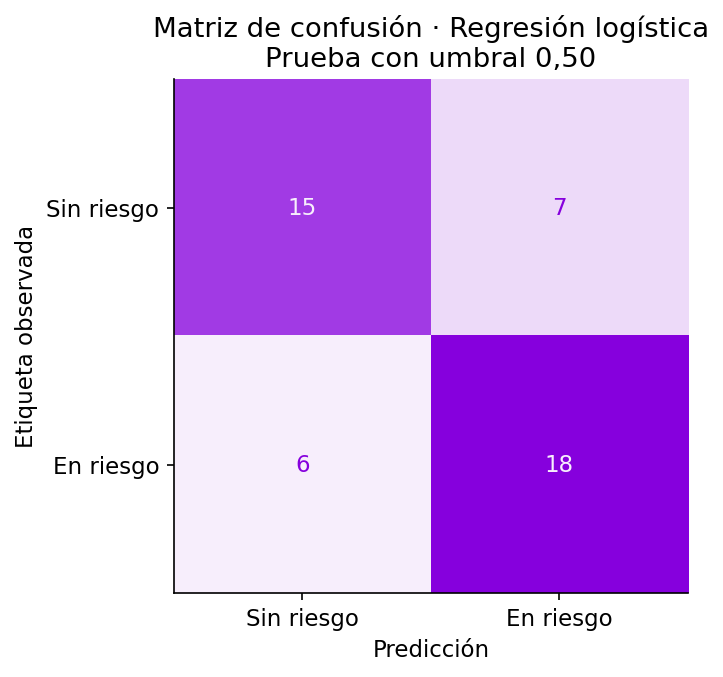 Matriz de confusión · Regresión logística
Prueba con umbral 0,50
Etiqueta observada
Sin riesgo
15
7
En riesgo
6
18
Sin riesgo
En riesgo
Predicción